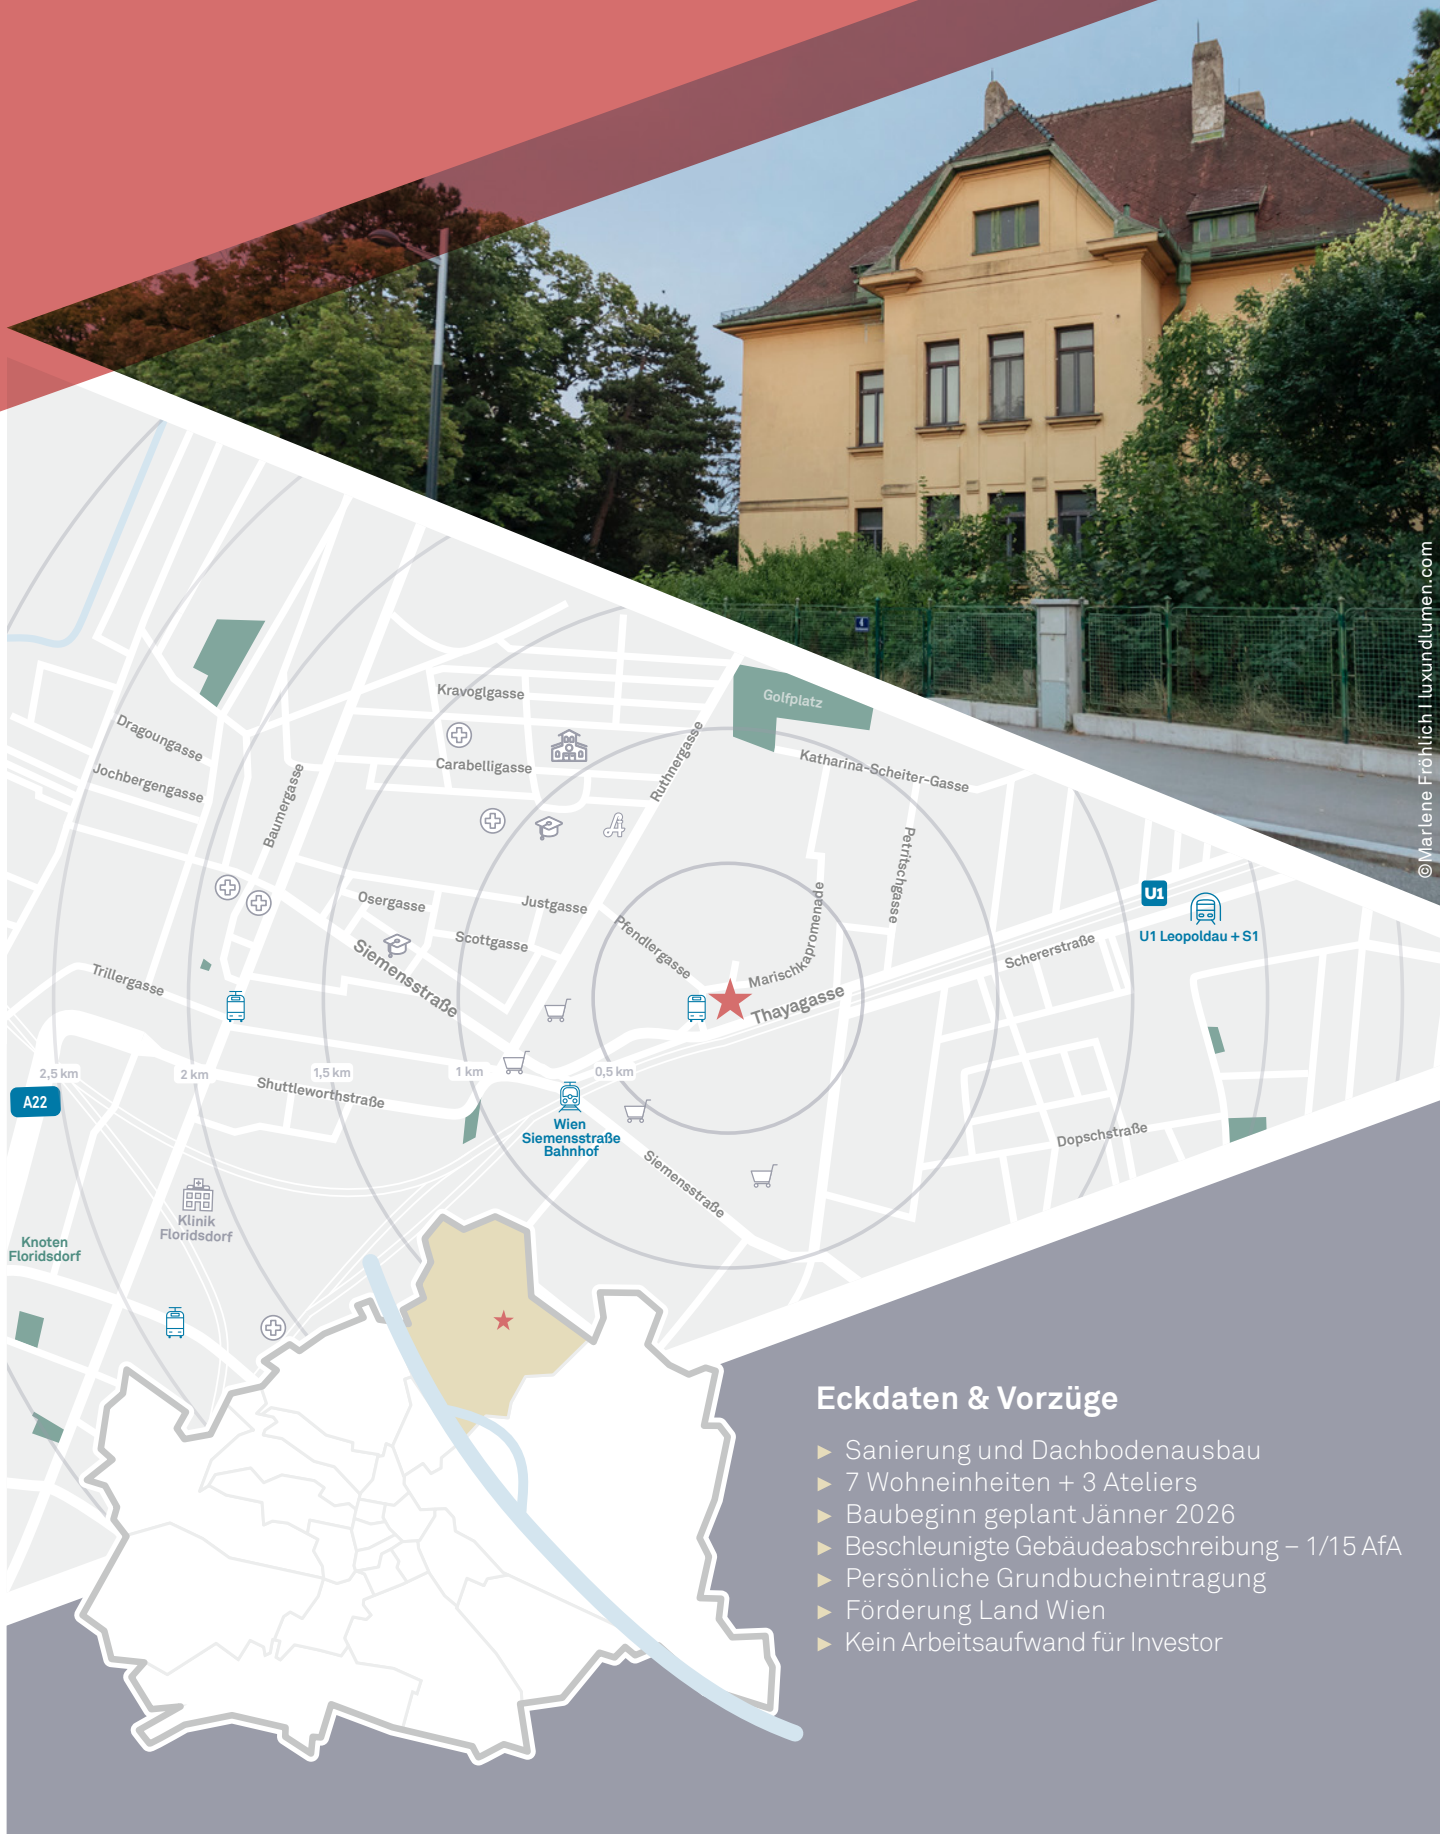 ©Marlene Fröhlich I luxundlumen.com
4
Golfplatz
Kravoglgasse
Dragoungasse
Ruthnergasse
Katharina-Scheiter-Gasse
Carabelligasse
Jochbergengasse
Baumergasse
Petritschgasse
Osergasse
Justgasse
Marischkapromenade
U1
Pfendlergasse
Scottgasse
U1 Leopoldau + S1
Siemensstraße
Schererstraße
Trillergasse
Thayagasse
2,5 km
2 km
1,5 km
1 km
0,5 km
A22
Shuttleworthstraße
Wien
Siemensstraße
Bahnhof
Dopschstraße
Siemensstraße
Klinik
Floridsdorf
Knoten
Floridsdorf
Eckdaten & Vorzüge
► Sanierung und Dachbodenausbau
► 7 Wohneinheiten + 3 Ateliers
► Baubeginn geplant Jänner 2026
► Beschleunigte Gebäudeabschreibung – 1/15 AfA
► Persönliche Grundbucheintragung
► Förderung Land Wien
► Kein Arbeitsaufwand für Investor